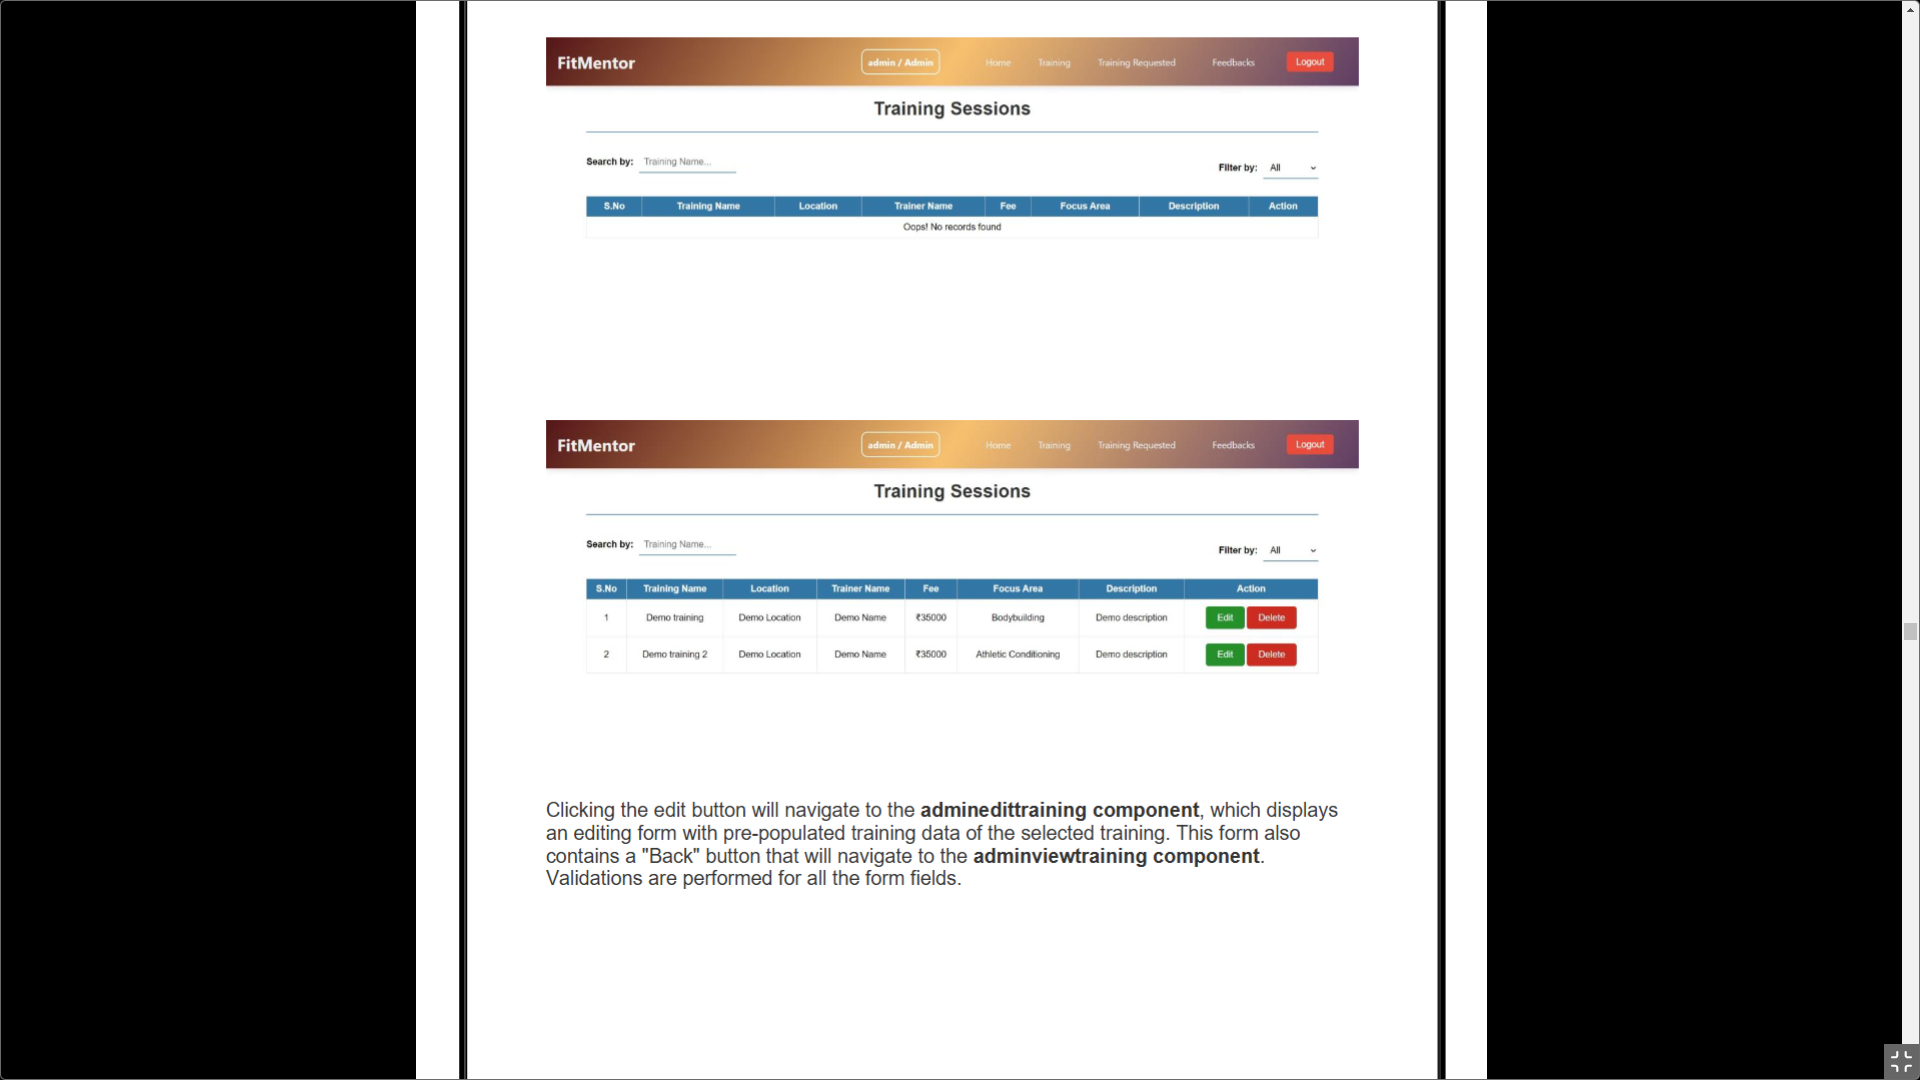 FitMentor admin / Admin Home Training Training Requested Feedbacks Logout
Training Sessions
Search by: Training Name... Filter by: All
S.No Training Name Location Trainer Name Fee Focus Area Description Action
Oops! No records found
FitMentor admin / Admin Home Training Training Requested Feedbacks Logout
Training Sessions
Search by: Training Name... Filter by: All
S.No Training Name Location Trainer Name Fee Focus Area Description Action
1 Demo training Demo Location Demo Name ₹35000 Bodybuilding Demo description Edit Delete
2 Demo training 2 Demo Location Demo Name ₹35000 Athletic Conditioning Demo description Edit Delete
Clicking the edit button will navigate to the adminedittraining component, which displays
an editing form with pre-populated training data of the selected training. This form also
contains a "Back" button that will navigate to the adminviewtraining component.
Validations are performed for all the form fields.